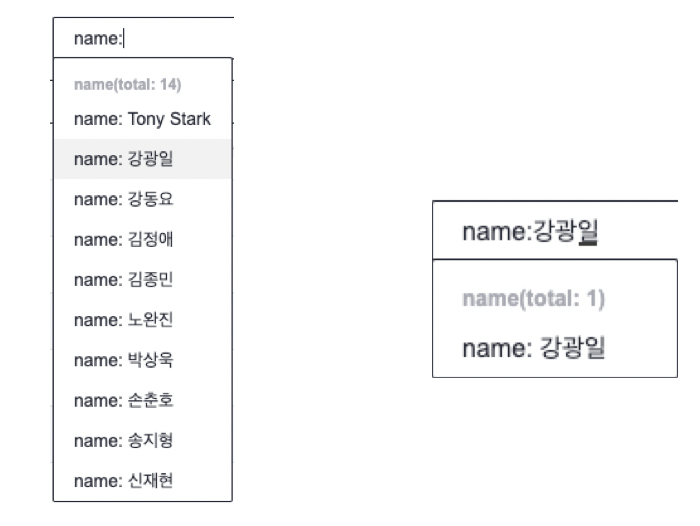 name:
name(total: 14)
name: Tony Stark
name: 강광일
name: 강동요
name: 김정애
name: 김종민
name: 노완진
name: 박상욱
name: 손춘호
name: 송지형
name: 신재현
name:강광일
name(total: 1)
name: 강광일